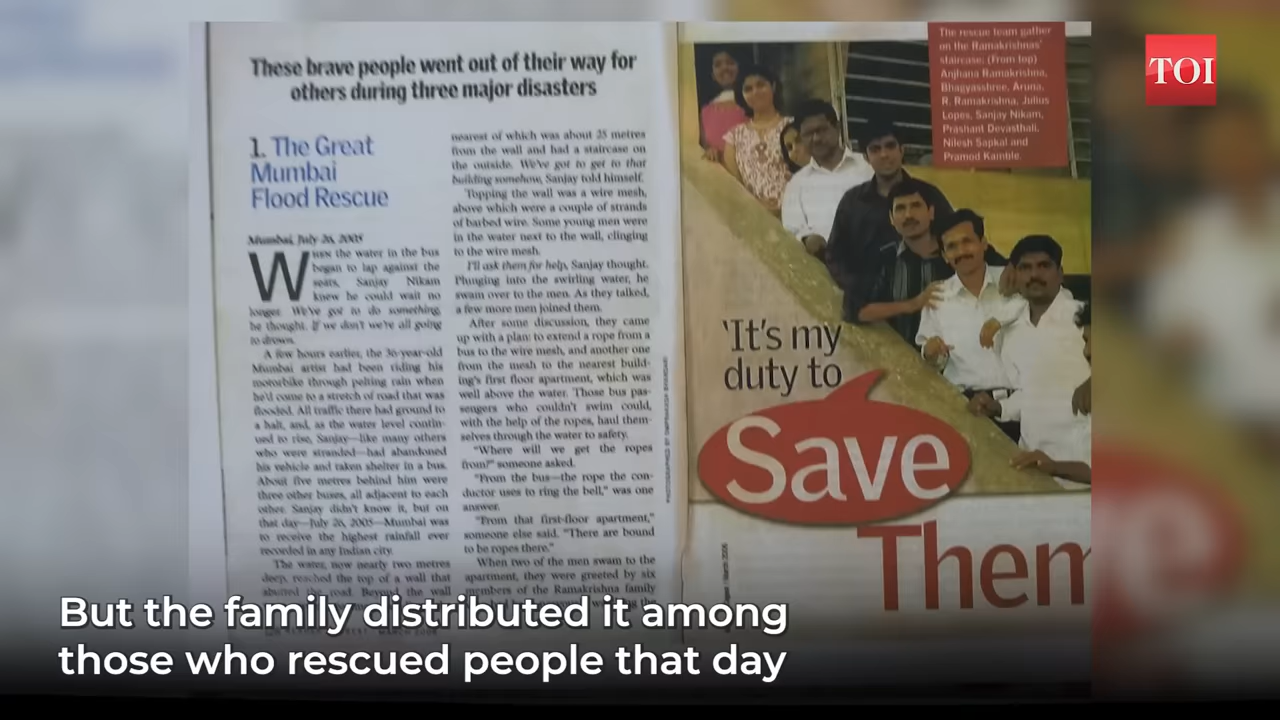 These brave people went out of their way for
others during three major disasters
1. The Great
Mumbai
Flood Rescue
Mumbai, July 26, 2005
WHEN the water in the bus
began to lap against the
seats, Sanjay Nikam
knew he could wait no
longer. We've got to do something,
he thought. If we don't we're all going
to drown.
A few hours earlier, the 36-year-old
Mumbai artist had been riding his
motorbike through pelting rain when
he'd come to a stretch of road that was
flooded. All traffic there had ground to
a halt, and, as the water level contin-
ued to rise, Sanjay—like many others
who were stranded—had abandoned
his vehicle and taken shelter in a bus.
About five metres behind him were
three other buses, all adjacent to each
other. Sanjay didn't know it, but on
that day—July 26, 2005—Mumbai was
to receive the highest rainfall ever
recorded in any Indian city.
The water, now nearly two metres
deep, reached the top of a wall that
abutted the road. Beyond the wall
nearest of which was about 25 metres
from the wall and had a staircase on
the outside. We've got to get to that
building somehow, Sanjay told himself.
Topping the wall was a wire mesh,
above which were a couple of strands
of barbed wire. Some young men were
in the water next to the wall, clinging
to the wire mesh.
I'll ask them for help, Sanjay thought.
Plunging into the swirling water, he
swam over to the men. As they talked,
a few more men joined them.
After some discussion, they came
up with a plan: to extend a rope from a
bus to the wire mesh, and another one
from the mesh to the nearest build-
ing's first floor apartment, which was
well above the water. Those bus pas-
sengers who couldn't swim could,
with the help of the ropes, haul them-
selves through the water to safety.
"Where will we get the ropes
from?" someone asked.
"From the bus—the rope the con-
ductor uses to ring the bell," was one
answer.
"From that first-floor apartment,"
someone else said. "There are bound
to be ropes there."
When two of the men swam to the
apartment, they were greeted by six
members of the Ramakrishna family
The rescue team gather
on the Ramakrishnas'
staircase: (From top)
Anjhana Ramakrishna,
Bhagyasshree, Aruna,
R. Ramakrishna, Julius
Lopes, Sanjay Nikam,
Prashant Devasthali,
Nilesh Sapkal and
Pramod Kamble.
'It's my
duty to
Save
Them
TOI
But the family distributed it among
those who rescued people that day